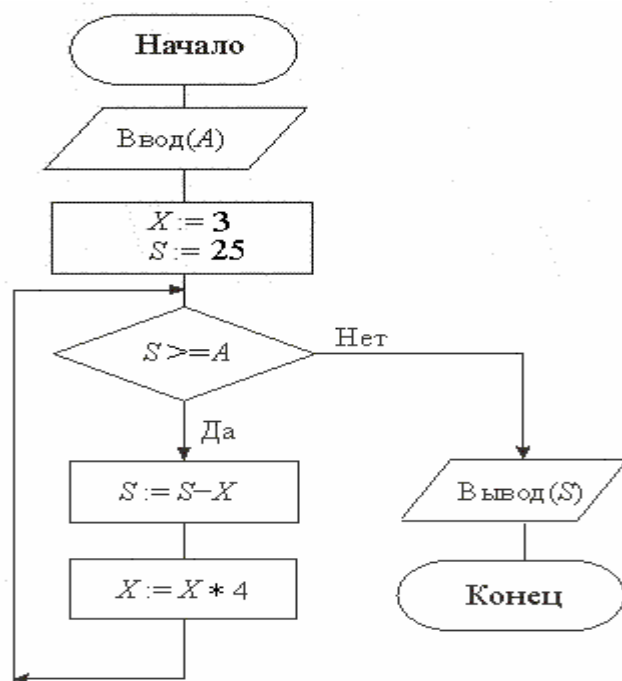 Начало
Ввод(A)
X := 3
S := 25
S >=A
Нет
Да
S := S−X
Вывод(S)
X := X * 4
Конец